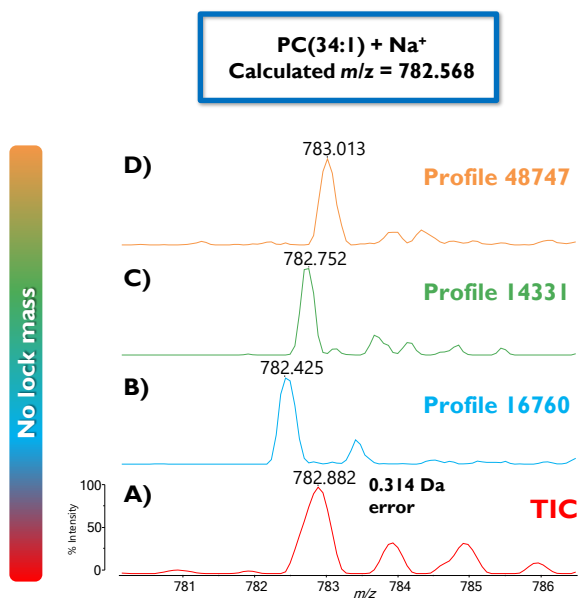 PC(34:1) + Na⁺
Calculated m/z = 782.568
No lock mass
D)
783.013
Profile 48747
C)
782.752
Profile 14331
B)
782.425
Profile 16760
A)
782.882
0.314 Da
error
TIC
% Intensity
100
50
0
781
782
783
784
785
786
m/z